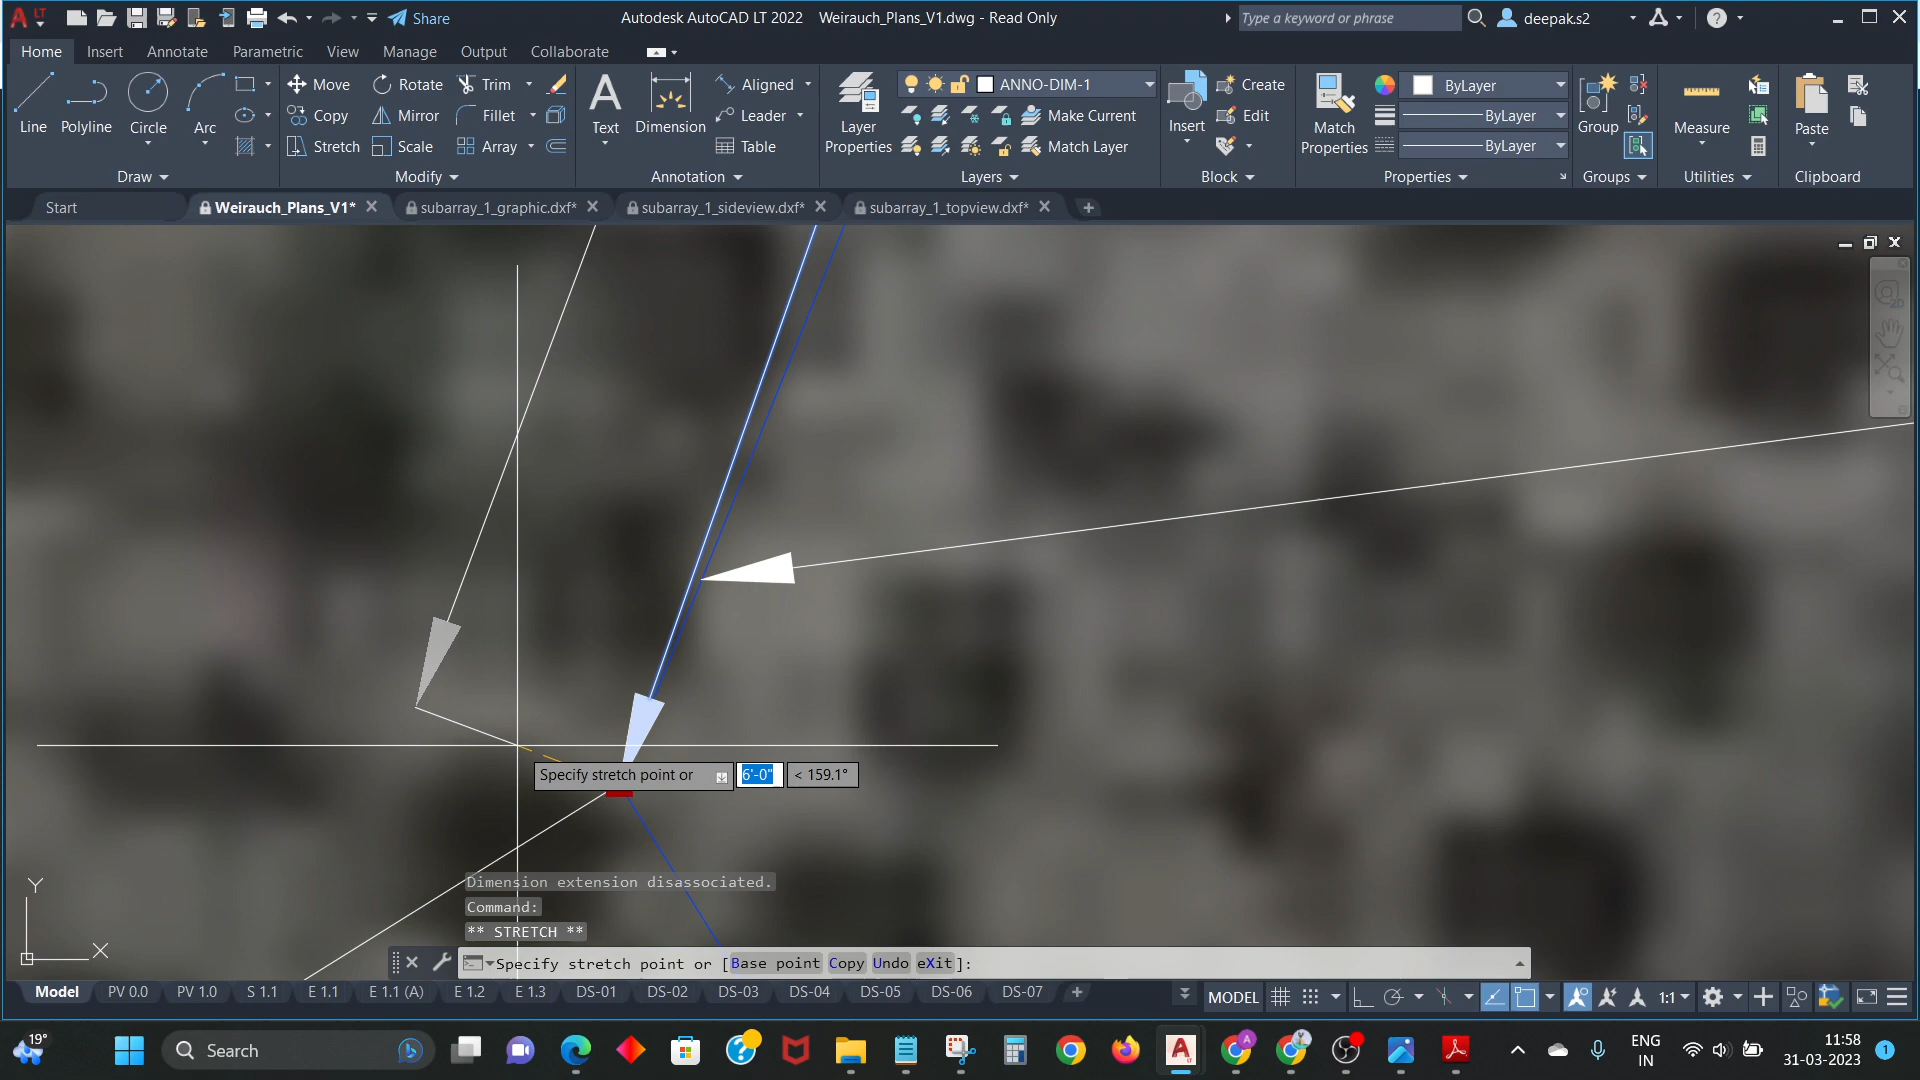 Share
Autodesk AutoCAD LT 2022 Weirauch_Plans_V1.dwg - Read Only
Type a keyword or phrase
deepak.s2
Home Insert Annotate Parametric View Manage Output Collaborate
Line Polyline Circle Arc
Move Rotate Trim
Copy Mirror Fillet
Stretch Scale Array
Text Dimension
Aligned
Leader
Table
Layer Properties
ANNO-DIM-1
Make Current
Match Layer
Insert
Create
Edit
Match Properties
ByLayer
ByLayer
ByLayer
Group
Measure
Paste
Draw Modify Annotation Layers Block Properties Groups Utilities Clipboard
Start Weirauch_Plans_V1* subarray_1_graphic.dxf* subarray_1_sideview.dxf* subarray_1_topview.dxf*
Specify stretch point or 6'-0" < 159.1°
Dimension extension disassociated.
Command:
** STRETCH **
Specify stretch point or [Base point Copy Undo eXit]:
Y
X
Model PV 0.0 PV 1.0 S 1.1 E 1.1 E 1.1 (A) E 1.2 E 1.3 DS-01 DS-02 DS-03 DS-04 DS-05 DS-06 DS-07
MODEL 1:1
19°
Search
ENG
IN
11:58
31-03-2023
1